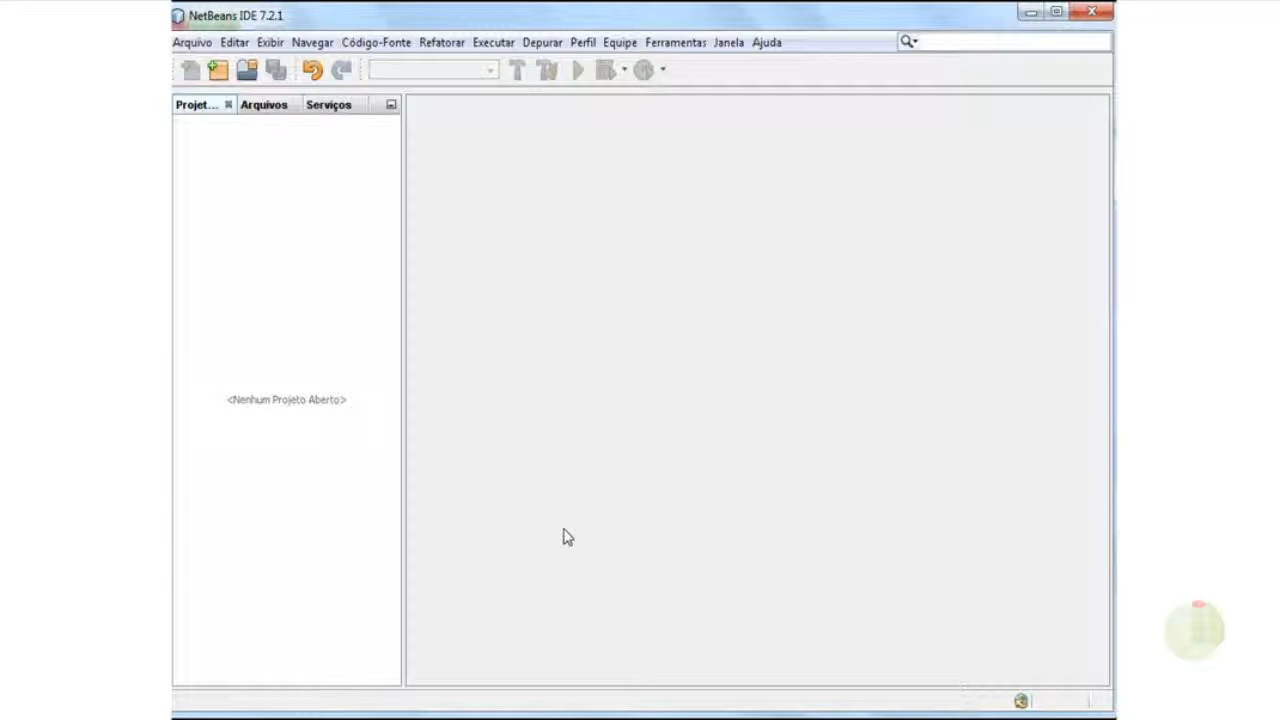 NetBeans IDE 7.2.1
Arquivo Editar Exibir Navegar Código-Fonte Refatorar Executar Depurar Perfil Equipe Ferramentas Janela Ajuda
Projet... Arquivos Serviços
<Nenhum Projeto Aberto>